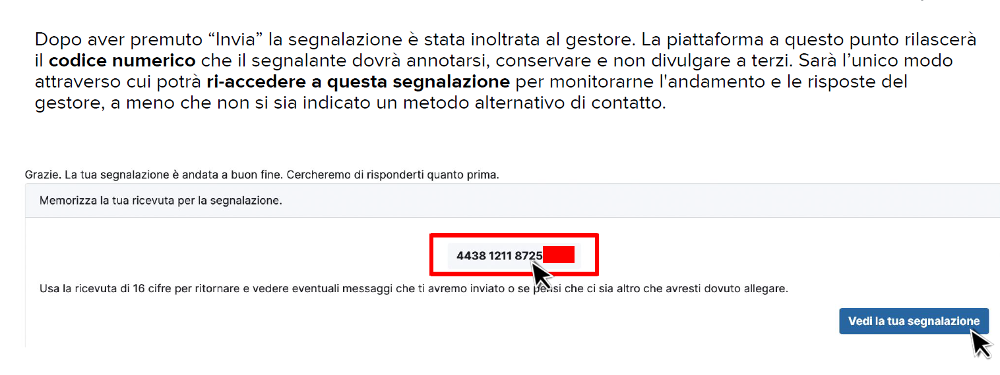 Dopo aver premuto “Invia” la segnalazione è stata inoltrata al gestore. La piattaforma a questo punto rilascerà
il codice numerico che il segnalante dovrà annotarsi, conservare e non divulgare a terzi. Sarà l’unico modo
attraverso cui potrà ri-accedere a questa segnalazione per monitorarne l'andamento e le risposte del
gestore, a meno che non si sia indicato un metodo alternativo di contatto.
Grazie. La tua segnalazione è andata a buon fine. Cercheremo di risponderti quanto prima.
Memorizza la tua ricevuta per la segnalazione.
4438 1211 8725
Usa la ricevuta di 16 cifre per ritornare e vedere eventuali messaggi che ti avremo inviato o se pensi che ci sia altro che avresti dovuto allegare.
Vedi la tua segnalazione